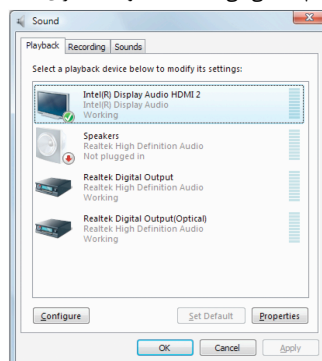 Sound
Playback Recording Sounds
Select a playback device below to modify its settings:
Intel(R) Display Audio HDMI 2
Intel(R) Display Audio
Working
Speakers
Realtek High Definition Audio
Not plugged in
Realtek Digital Output
Realtek High Definition Audio
Working
Realtek Digital Output(Optical)
Realtek High Definition Audio
Working
Configure Set Default Properties
OK Cancel Apply